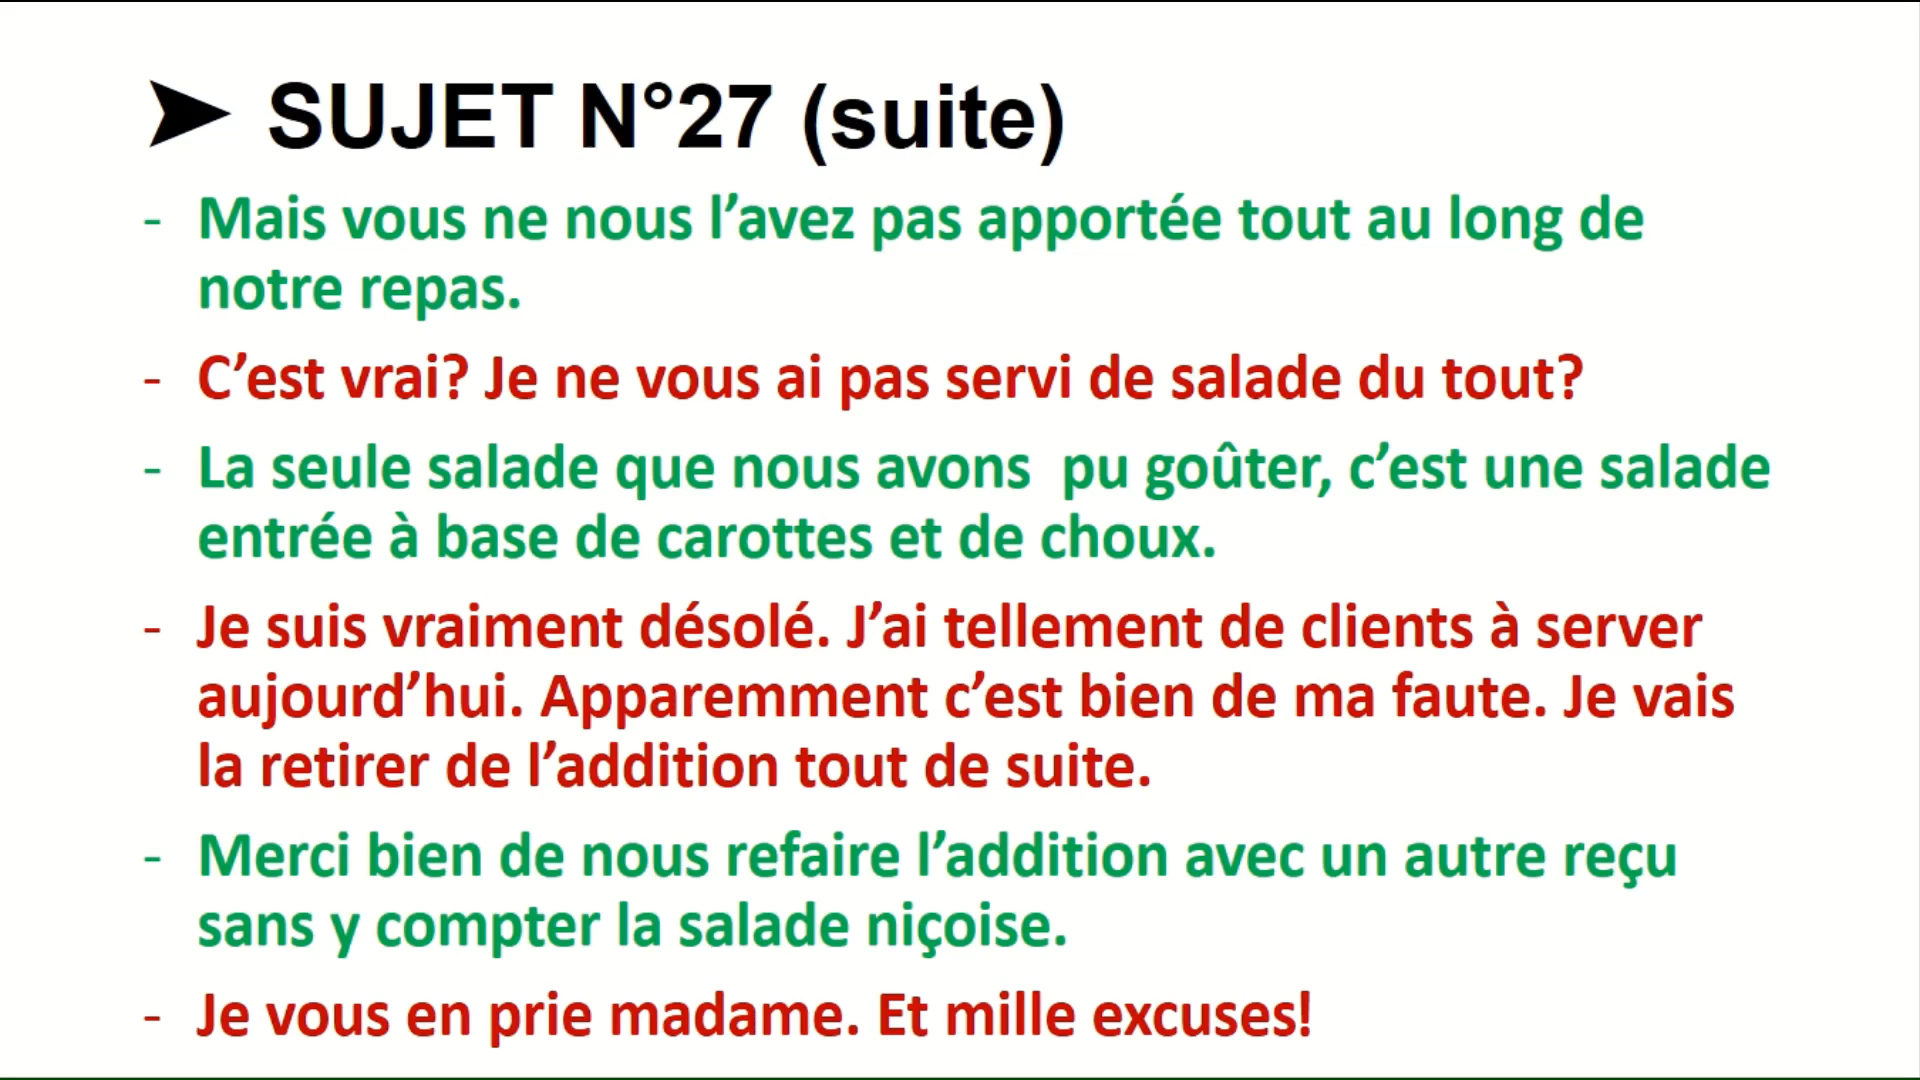 ➤ SUJET N°27 (suite)
- Mais vous ne nous l’avez pas apportée tout au long de
notre repas.
- C’est vrai? Je ne vous ai pas servi de salade du tout?
- La seule salade que nous avons  pu goûter, c’est une salade
entrée à base de carottes et de choux.
- Je suis vraiment désolé. J’ai tellement de clients à server
aujourd’hui. Apparemment c’est bien de ma faute. Je vais
la retirer de l’addition tout de suite.
- Merci bien de nous refaire l’addition avec un autre reçu
sans y compter la salade niçoise.
- Je vous en prie madame. Et mille excuses!